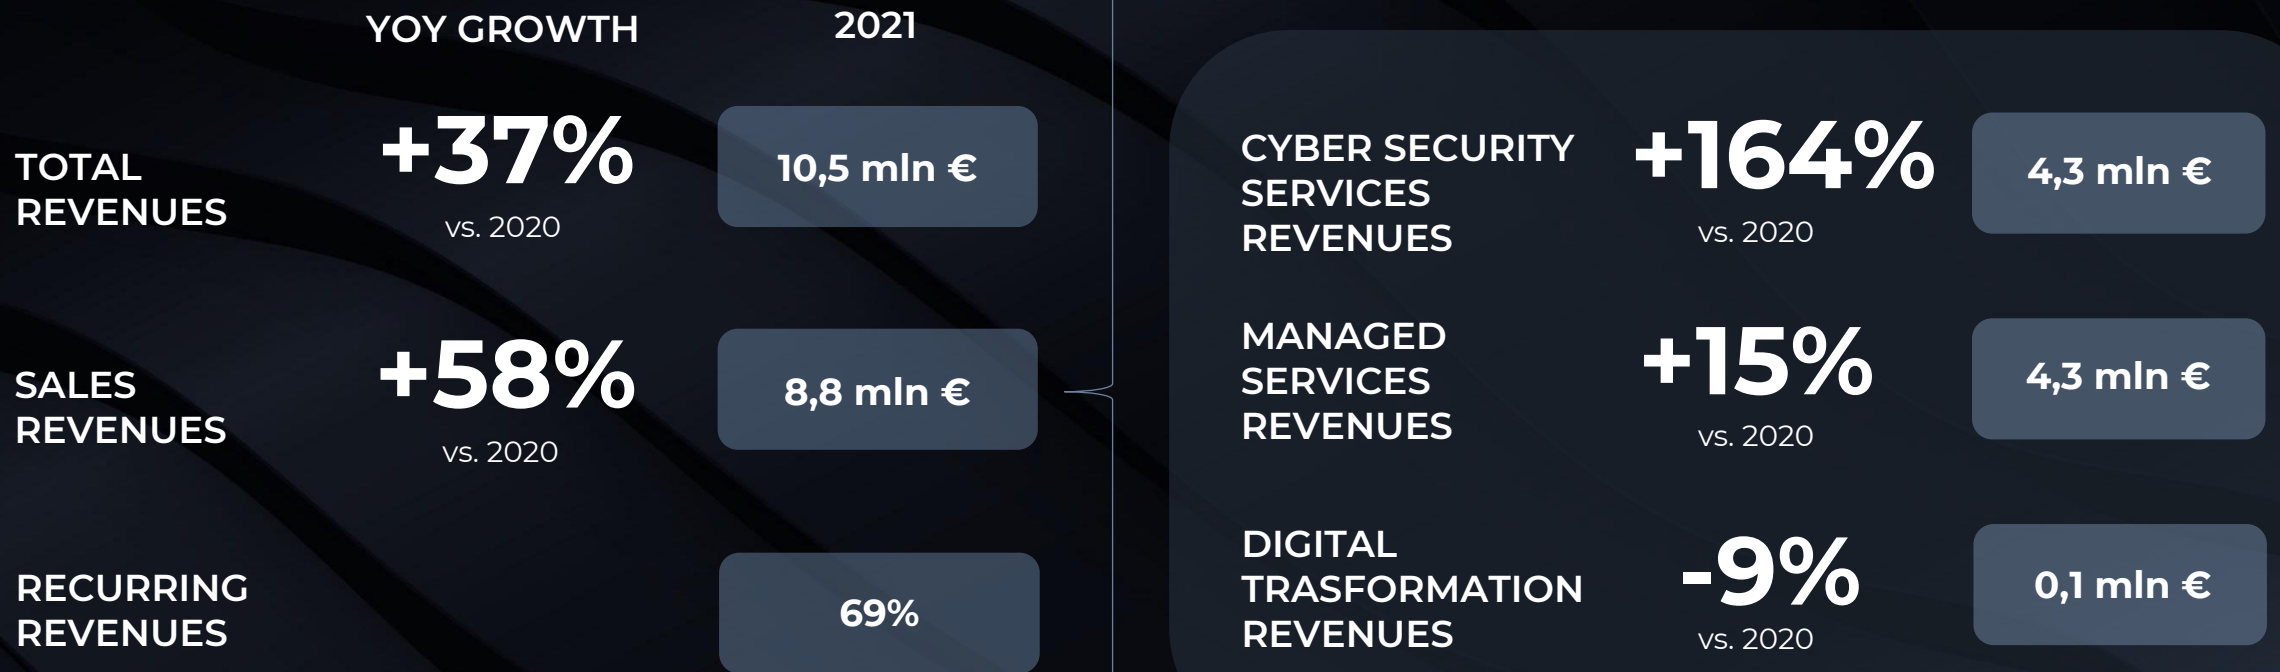 YOY GROWTH
2021
TOTAL
REVENUES
+37%
vs. 2020
10,5 mln €
SALES
REVENUES
+58%
vs. 2020
8,8 mln €
RECURRING
REVENUES
69%
CYBER SECURITY
SERVICES
REVENUES
+164%
vs. 2020
4,3 mln €
MANAGED
SERVICES
REVENUES
+15%
vs. 2020
4,3 mln €
DIGITAL
TRASFORMATION
REVENUES
-9%
vs. 2020
0,1 mln €